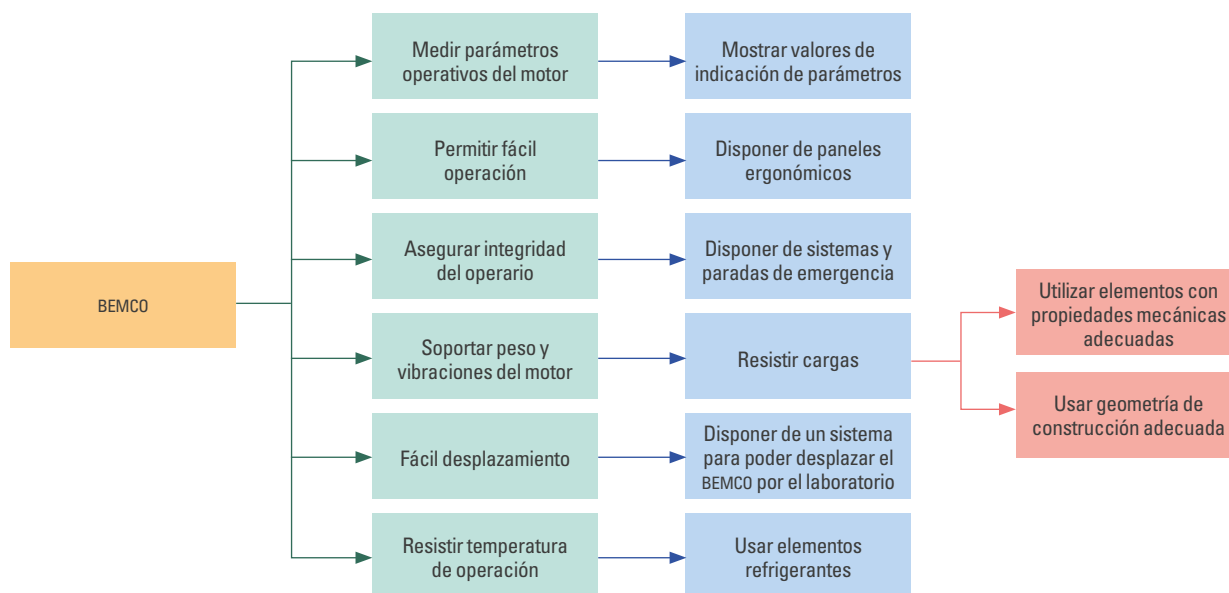 BEMCO
Medir parámetros
operativos del motor
Mostrar valores de
indicación de parámetros
Permitir fácil
operación
Disponer de paneles
ergonómicos
Asegurar integridad
del operario
Disponer de sistemas y
paradas de emergencia
Soportar peso y
vibraciones del motor
Resistir cargas
Utilizar elementos con
propiedades mecánicas
adecuadas
Usar geometría de
construcción adecuada
Fácil desplazamiento
Disponer de un sistema
para poder desplazar el
BEMCO por el laboratorio
Resistir temperatura
de operación
Usar elementos
refrigerantes